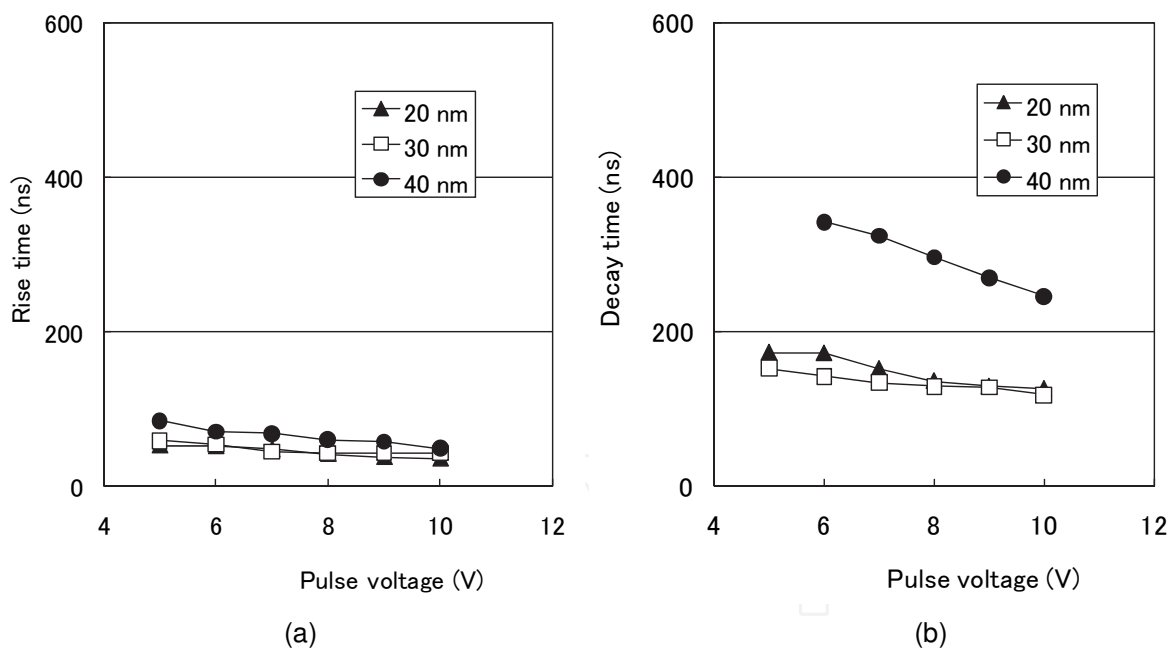 600
400
200
0
Rise time (ns)
20 nm
30 nm
40 nm
4 6 8 10 12
Pulse voltage (V)
(a)
600
400
200
0
Decay time (ns)
20 nm
30 nm
40 nm
4 6 8 10 12
Pulse voltage (V)
(b)